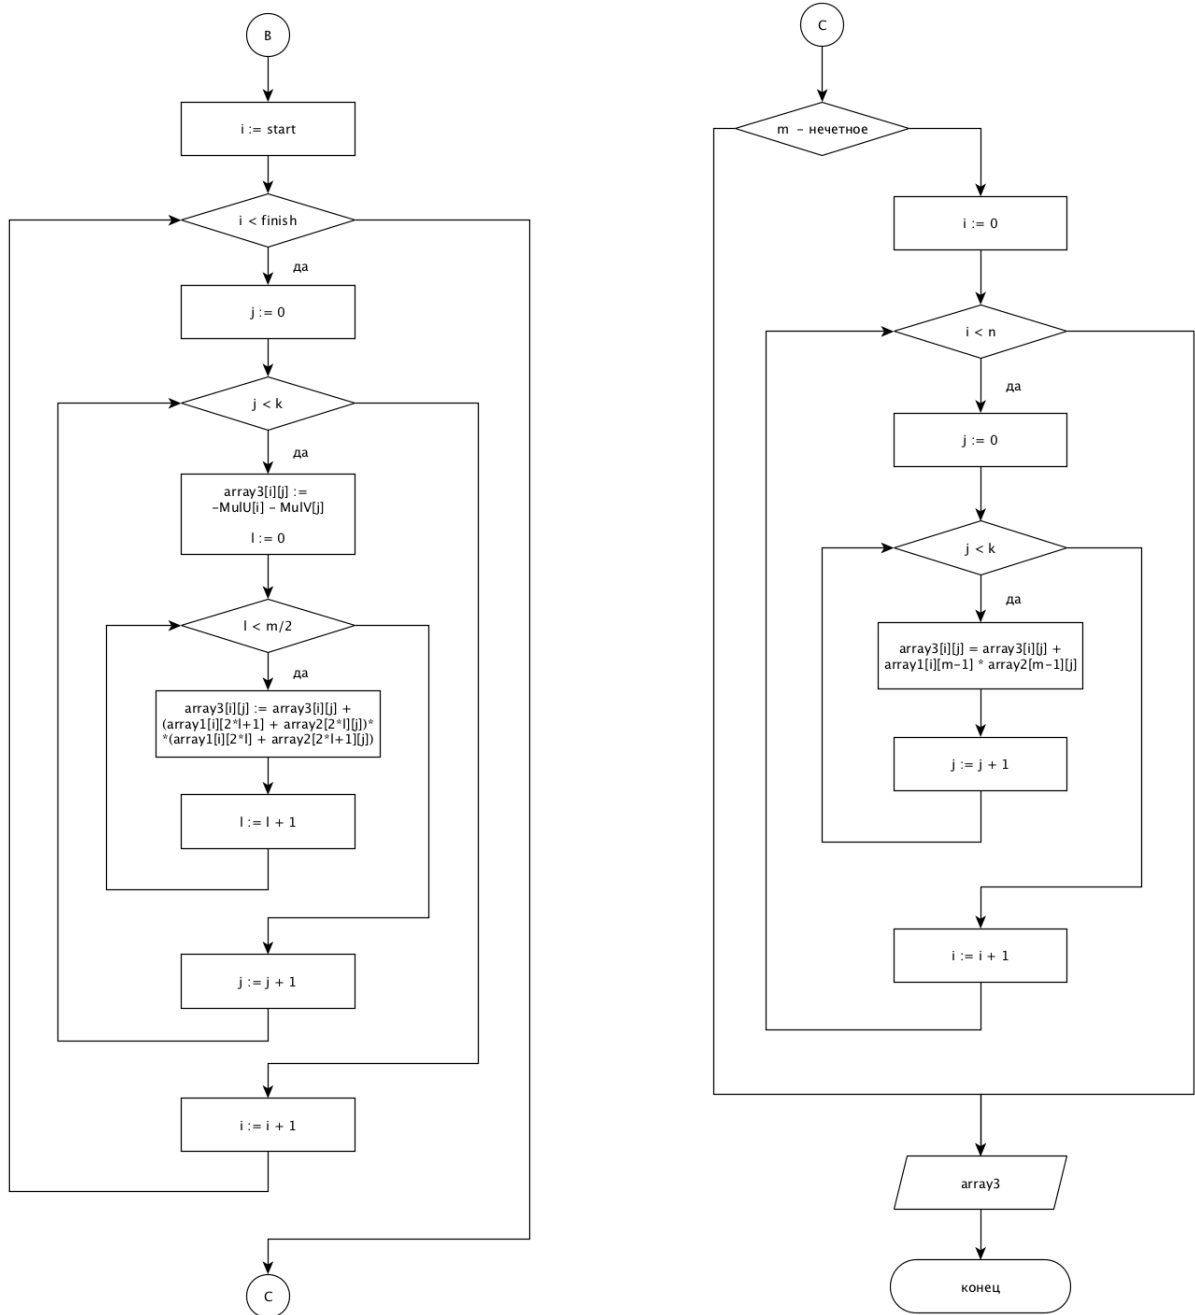 B
i := start
i < finish
да
j := 0
j < k
да
array3[i][j] :=
-MulU[i] - MulV[j]
l := 0
l < m/2
да
array3[i][j] := array3[i][j] +
(array1[i][2*l+1] + array2[2*l][j])*
*(array1[i][2*l] + array2[2*l+1][j])
l := l + 1
j := j + 1
i := i + 1
C
C
m - нечетное
i := 0
i < n
да
j := 0
j < k
да
array3[i][j] = array3[i][j] +
array1[i][m-1] * array2[m-1][j]
j := j + 1
i := i + 1
array3
конец